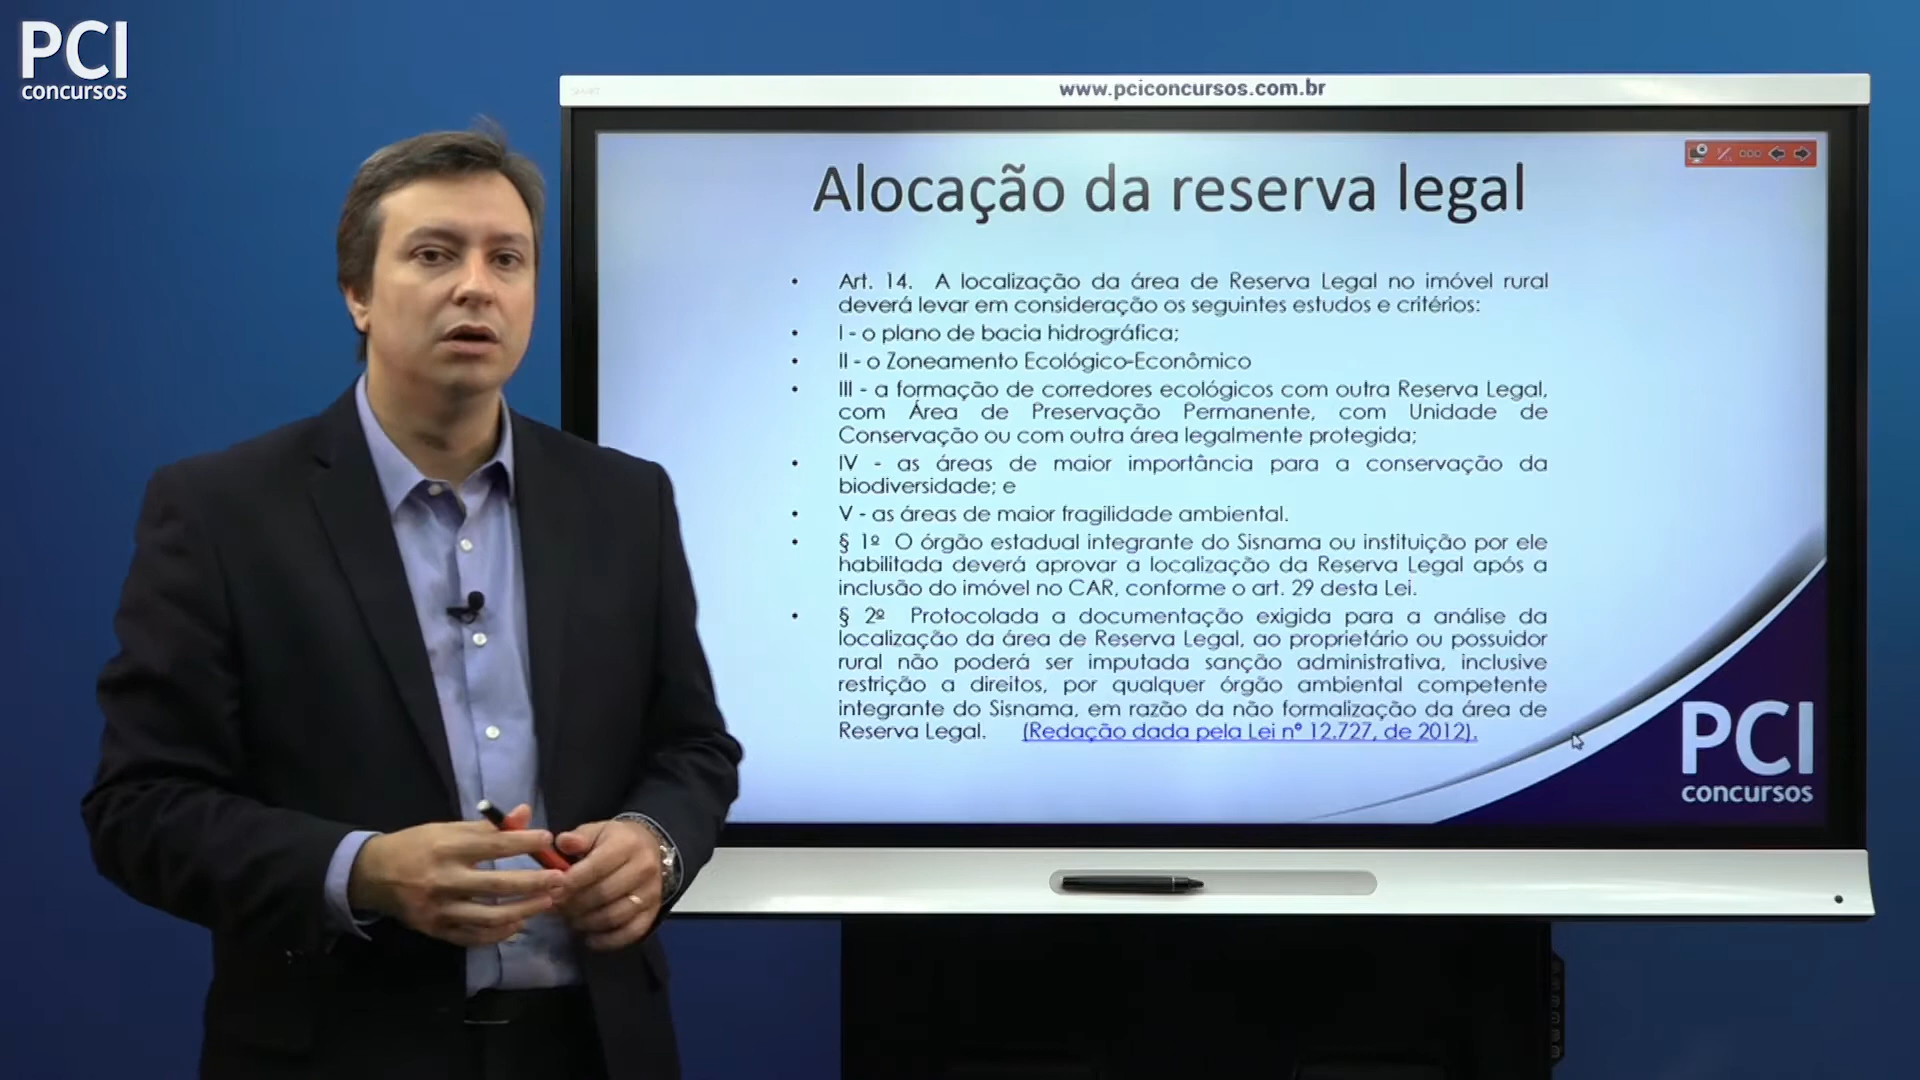 PCI
concursos
www.pciconcursos.com.br
Alocação da reserva legal
• Art. 14. A localização da área de Reserva Legal no imóvel rural
deverá levar em consideração os seguintes estudos e critérios:
• I - o plano de bacia hidrográfica;
• II - o Zoneamento Ecológico-Econômico
• III - a formação de corredores ecológicos com outra Reserva Legal,
com Área de Preservação Permanente, com Unidade de
Conservação ou com outra área legalmente protegida;
• IV - as áreas de maior importância para a conservação da
biodiversidade; e
• V - as áreas de maior fragilidade ambiental.
• § 1º O órgão estadual integrante do Sisnama ou instituição por ele
habilitada deverá aprovar a localização da Reserva Legal após a
inclusão do imóvel no CAR, conforme o art. 29 desta Lei.
• § 2º Protocolada a documentação exigida para a análise da
localização da área de Reserva Legal, ao proprietário ou possuidor
rural não poderá ser imputada sanção administrativa, inclusive
restrição a direitos, por qualquer órgão ambiental competente
integrante do Sisnama, em razão da não formalização da área de
Reserva Legal. (Redação dada pela Lei nº 12.727, de 2012).
PCI
concursos